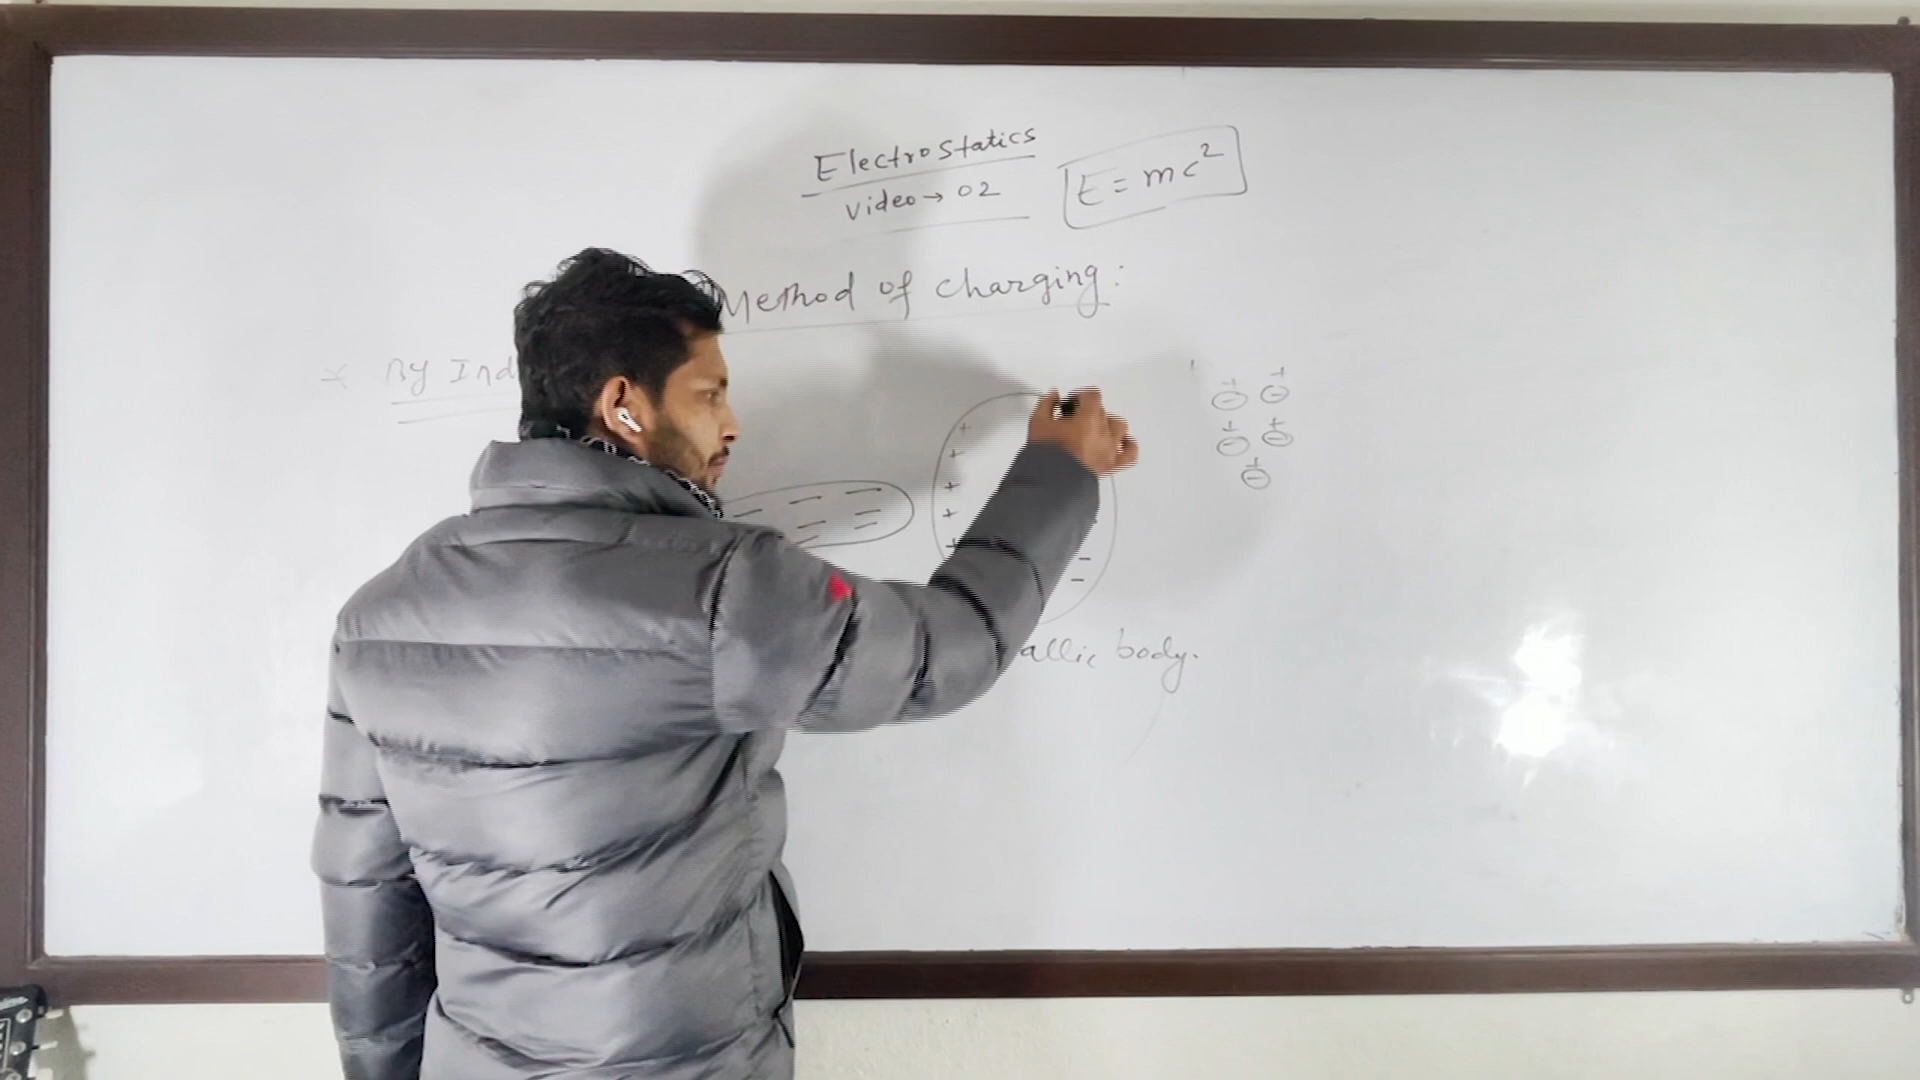 Electrostatics
Video → 02
E = mc²
Method of charging:
* By Ind
allic body.